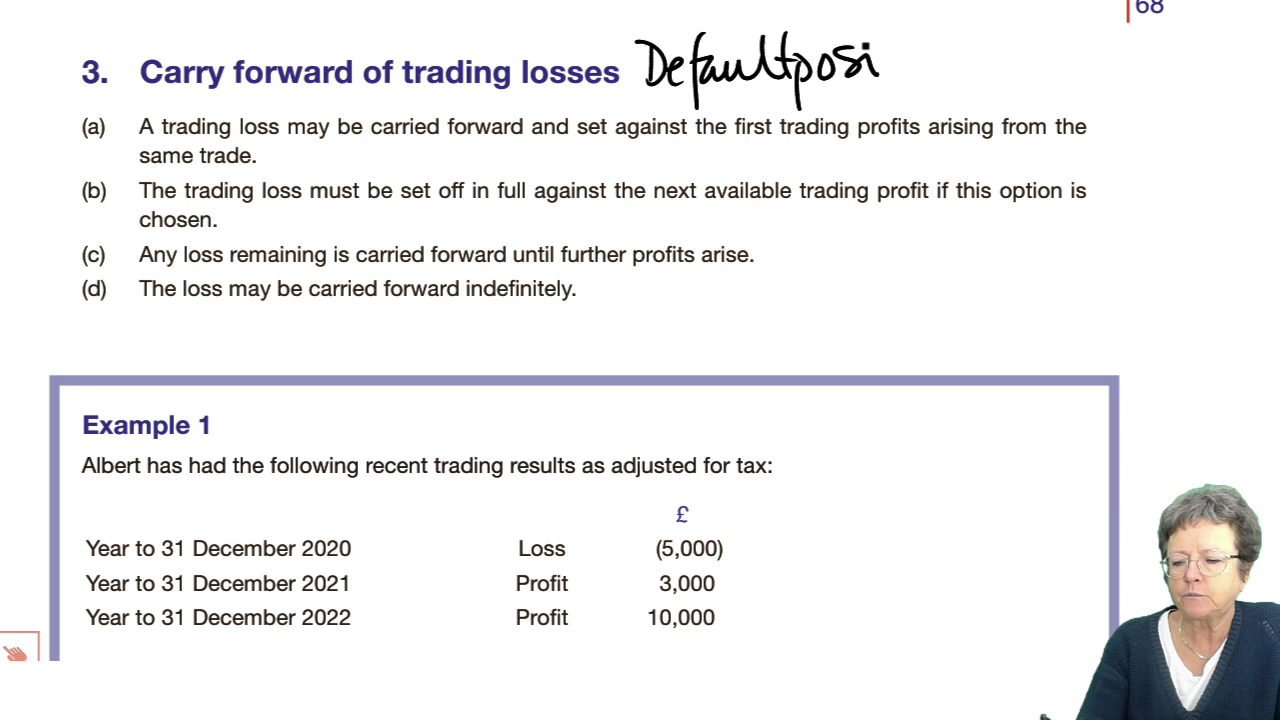 68
3. Carry forward of trading losses Default posi
(a) A trading loss may be carried forward and set against the first trading profits arising from the
same trade.
(b) The trading loss must be set off in full against the next available trading profit if this option is
chosen.
(c) Any loss remaining is carried forward until further profits arise.
(d) The loss may be carried forward indefinitely.
Example 1
Albert has had the following recent trading results as adjusted for tax:
£
Year to 31 December 2020 Loss (5,000)
Year to 31 December 2021 Profit 3,000
Year to 31 December 2022 Profit 10,000